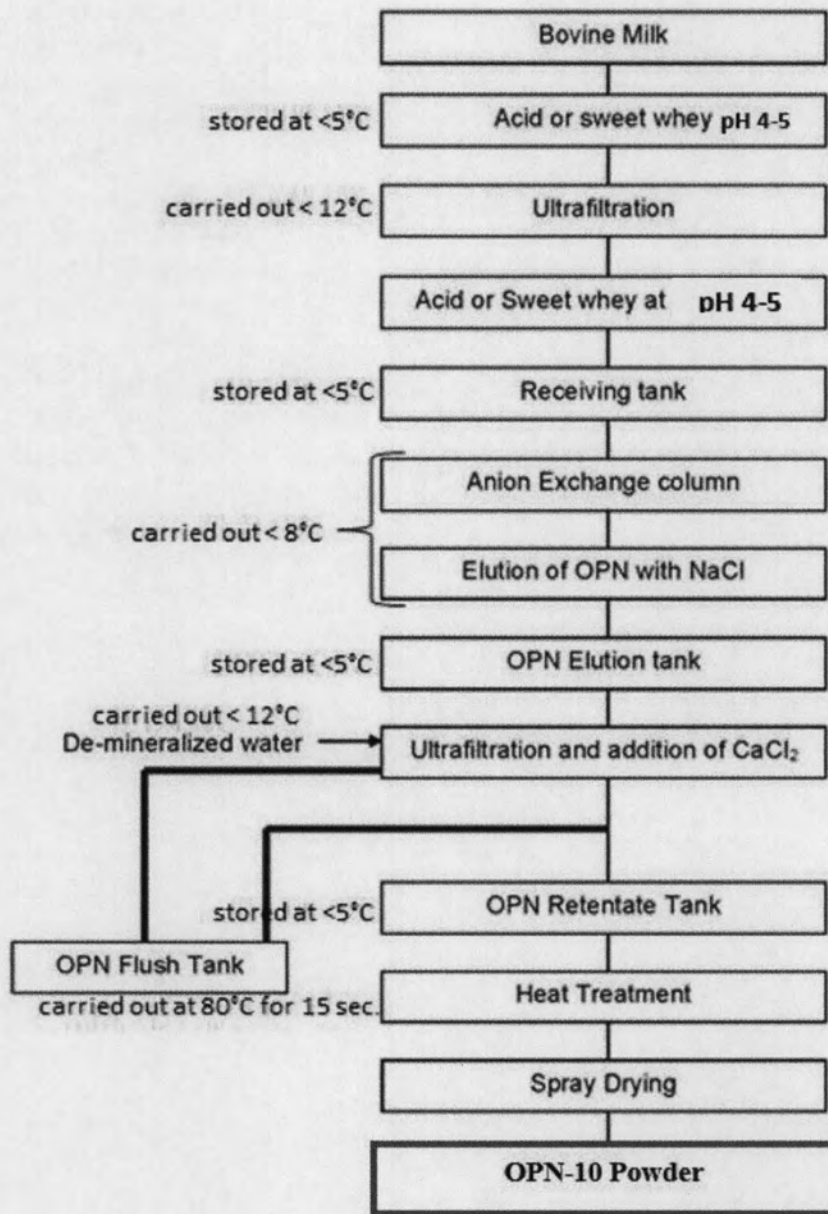 Bovine Milk
stored at <5°C
Acid or sweet whey pH 4-5
carried out < 12°C
Ultrafiltration
Acid or Sweet whey at pH 4-5
stored at <5°C
Receiving tank
Anion Exchange column
carried out < 8°C
Elution of OPN with NaCl
stored at <5°C
OPN Elution tank
carried out < 12°C
De-mineralized water
Ultrafiltration and addition of CaCl₂
stored at <5°C
OPN Retentate Tank
OPN Flush Tank
carried out at 80°C for 15 sec.
Heat Treatment
Spray Drying
OPN-10 Powder